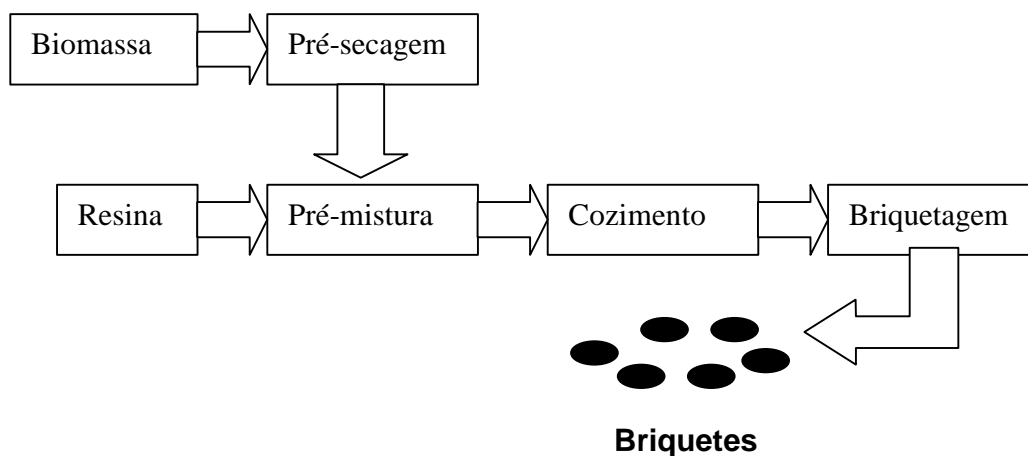 Biomassa
Pré-secagem
Resina
Pré-mistura
Cozimento
Briquetagem
Briquetes